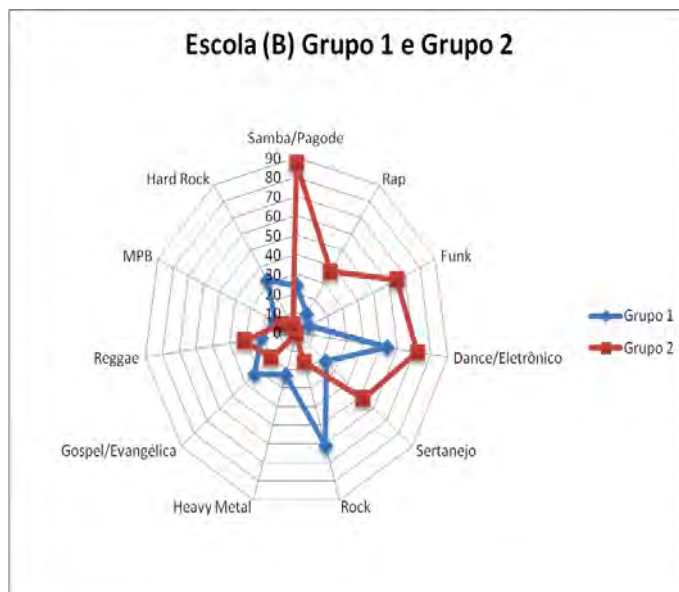 Escola (B) Grupo 1 e Grupo 2
Samba/Pagode
Rap
Funk
Dance/Eletrônico
Sertanejo
Rock
Heavy Metal
Gospel/Evangélica
Reggae
MPB
Hard Rock
90
80
70
60
50
40
30
20
10
0
Grupo 1
Grupo 2